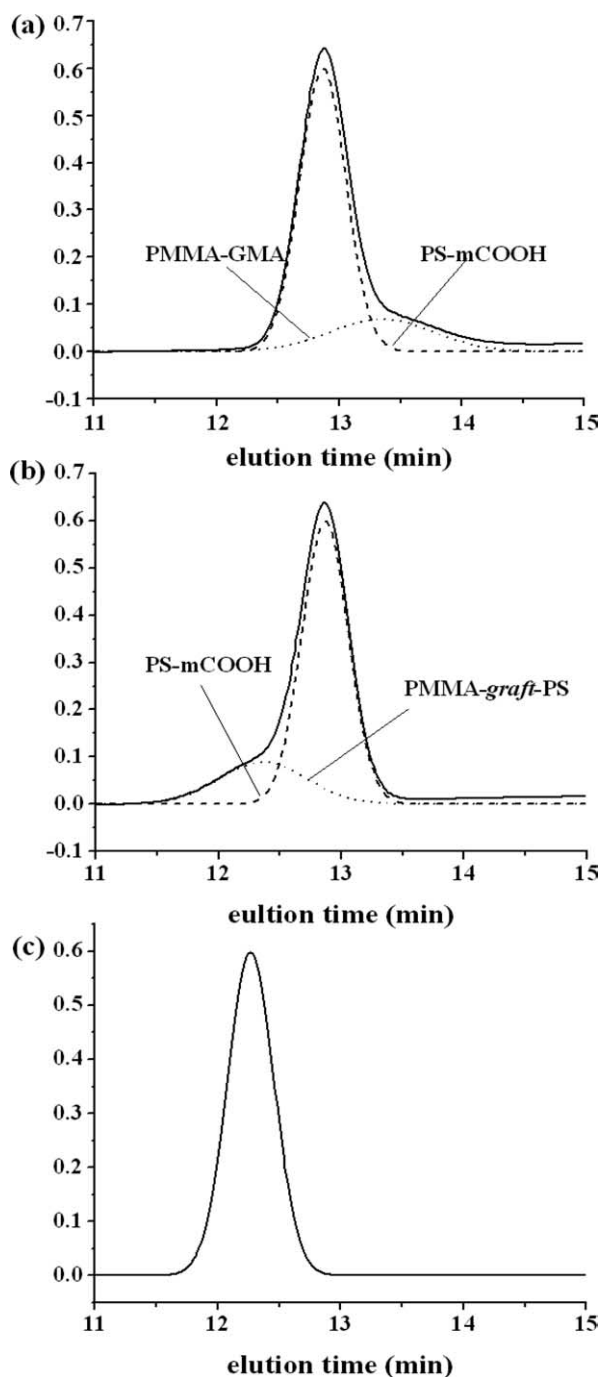 (a)
0.7
0.6
0.5
0.4
0.3
0.2
0.1
0.0
-0.1
PMMA-GMA
PS-mCOOH
11 12 13 14 15
elution time (min)
(b)
0.7
0.6
0.5
0.4
0.3
0.2
0.1
0.0
-0.1
PS-mCOOH
PMMA-graft-PS
11 12 13 14 15
eultion time (min)
(c)
0.6
0.5
0.4
0.3
0.2
0.1
0.0
11 12 13 14 15
elution time (min)